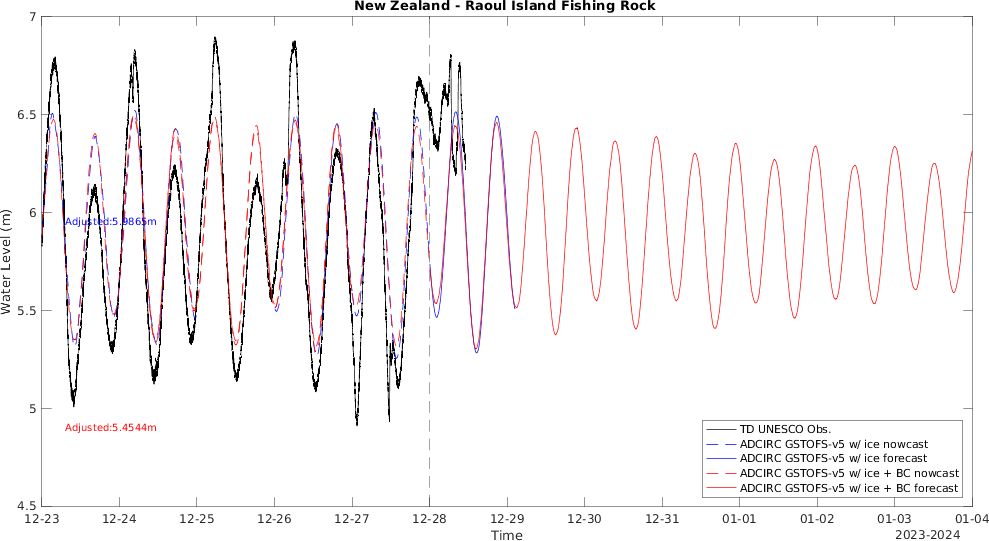 New Zealand - Raoul Island Fishing Rock
7
6.5
6
5.5
5
4.5
Water Level (m)
Adjusted:5.9865m
Adjusted:5.4544m
TD UNESCO Obs.
ADCIRC GSTOFS-v5 w/ ice nowcast
ADCIRC GSTOFS-v5 w/ ice forecast
ADCIRC GSTOFS-v5 w/ ice + BC nowcast
ADCIRC GSTOFS-v5 w/ ice + BC forecast
12-23 12-24 12-25 12-26 12-27 12-28 12-29 12-30 12-31 01-01 01-02 01-03 01-04
Time
2023-2024